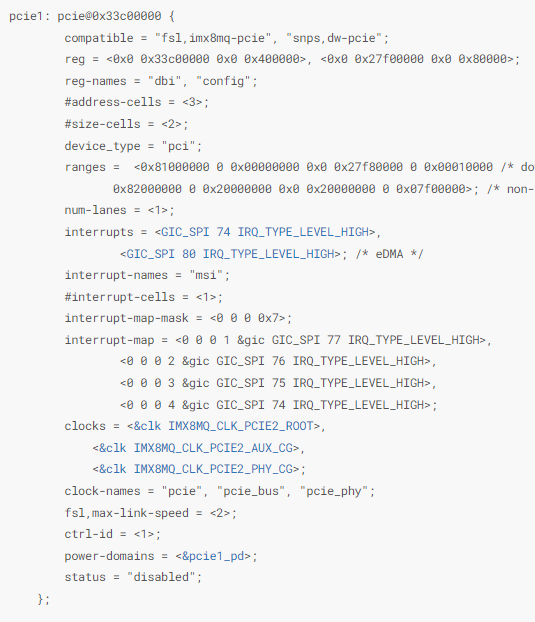 pcie1: pcie@0x33c00000 {
compatible = "fsl,imx8mq-pcie", "snps,dw-pcie";
reg = <0x0 0x33c00000 0x0 0x400000>, <0x0 0x27f00000 0x0 0x80000>;
reg-names = "dbi", "config";
#address-cells = <3>;
#size-cells = <2>;
device_type = "pci";
ranges =  <0x81000000 0 0x00000000 0x0 0x27f80000 0 0x00010000 /* do
0x82000000 0 0x20000000 0x0 0x20000000 0 0x07f00000>; /* non-
num-lanes = <1>;
interrupts = <GIC_SPI 74 IRQ_TYPE_LEVEL_HIGH>,
<GIC_SPI 80 IRQ_TYPE_LEVEL_HIGH>; /* eDMA */
interrupt-names = "msi";
#interrupt-cells = <1>;
interrupt-map-mask = <0 0 0 0x7>;
interrupt-map = <0 0 0 1 &gic GIC_SPI 77 IRQ_TYPE_LEVEL_HIGH>,
<0 0 0 2 &gic GIC_SPI 76 IRQ_TYPE_LEVEL_HIGH>,
<0 0 0 3 &gic GIC_SPI 75 IRQ_TYPE_LEVEL_HIGH>,
<0 0 0 4 &gic GIC_SPI 74 IRQ_TYPE_LEVEL_HIGH>;
clocks = <&clk IMX8MQ_CLK_PCIE2_ROOT>,
<&clk IMX8MQ_CLK_PCIE2_AUX_CG>,
<&clk IMX8MQ_CLK_PCIE2_PHY_CG>;
clock-names = "pcie", "pcie_bus", "pcie_phy";
fsl,max-link-speed = <2>;
ctrl-id = <1>;
power-domains = <&pcie1_pd>;
status = "disabled";
};